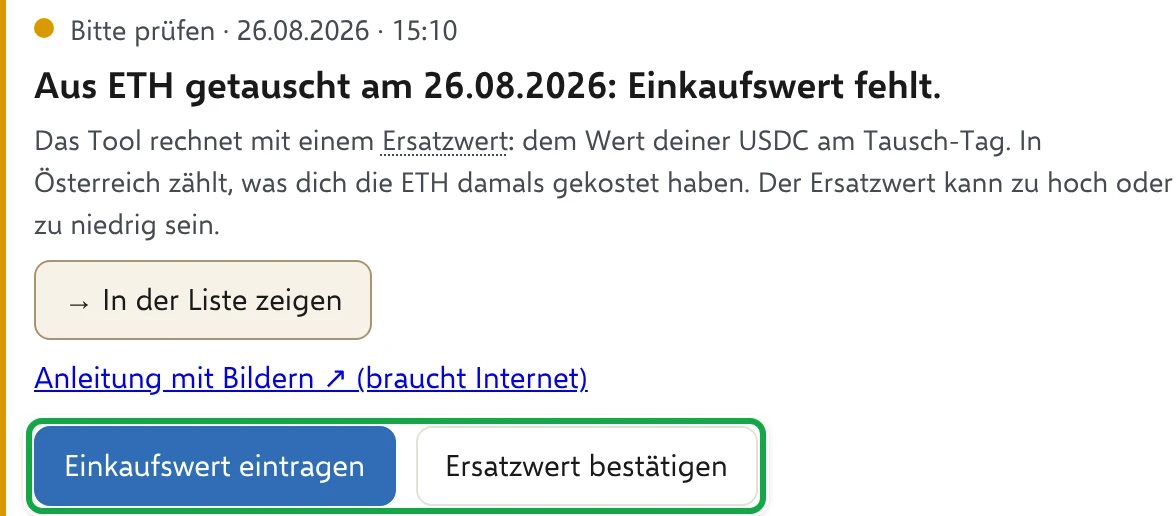 Bitte prüfen · 26.08.2026 · 15:10
Aus ETH getauscht am 26.08.2026: Einkaufswert fehlt.
Das Tool rechnet mit einem Ersatzwert: dem Wert deiner USDC am Tausch-Tag. In
Österreich zählt, was dich die ETH damals gekostet haben. Der Ersatzwert kann zu hoch oder
zu niedrig sein.
→ In der Liste zeigen
Anleitung mit Bildern ↗ (braucht Internet)
Einkaufswert eintragen Ersatzwert bestätigen